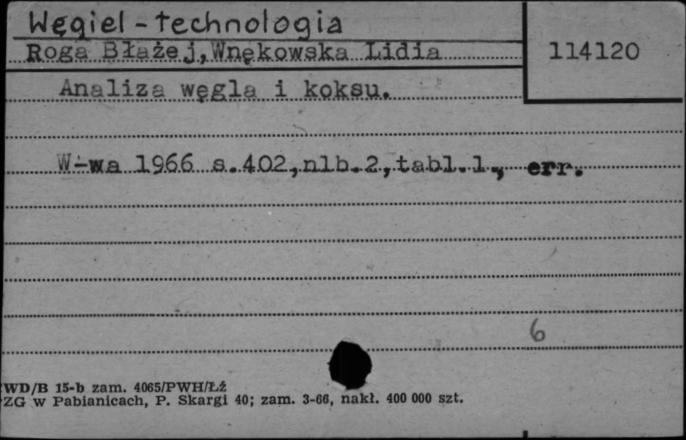 Węgiel - technologia
Roga Błażej, Wnękowska Lidia
114120
Analiza węgla i koksu.
W-wa 1966 s.402,nlb.2,tabl.1., err.
6
WD/B 15-b zam. 4065/PWH/Łź
ZG w Pabianicach, P. Skargi 40; zam. 3-66, nakł. 400 000 szt.